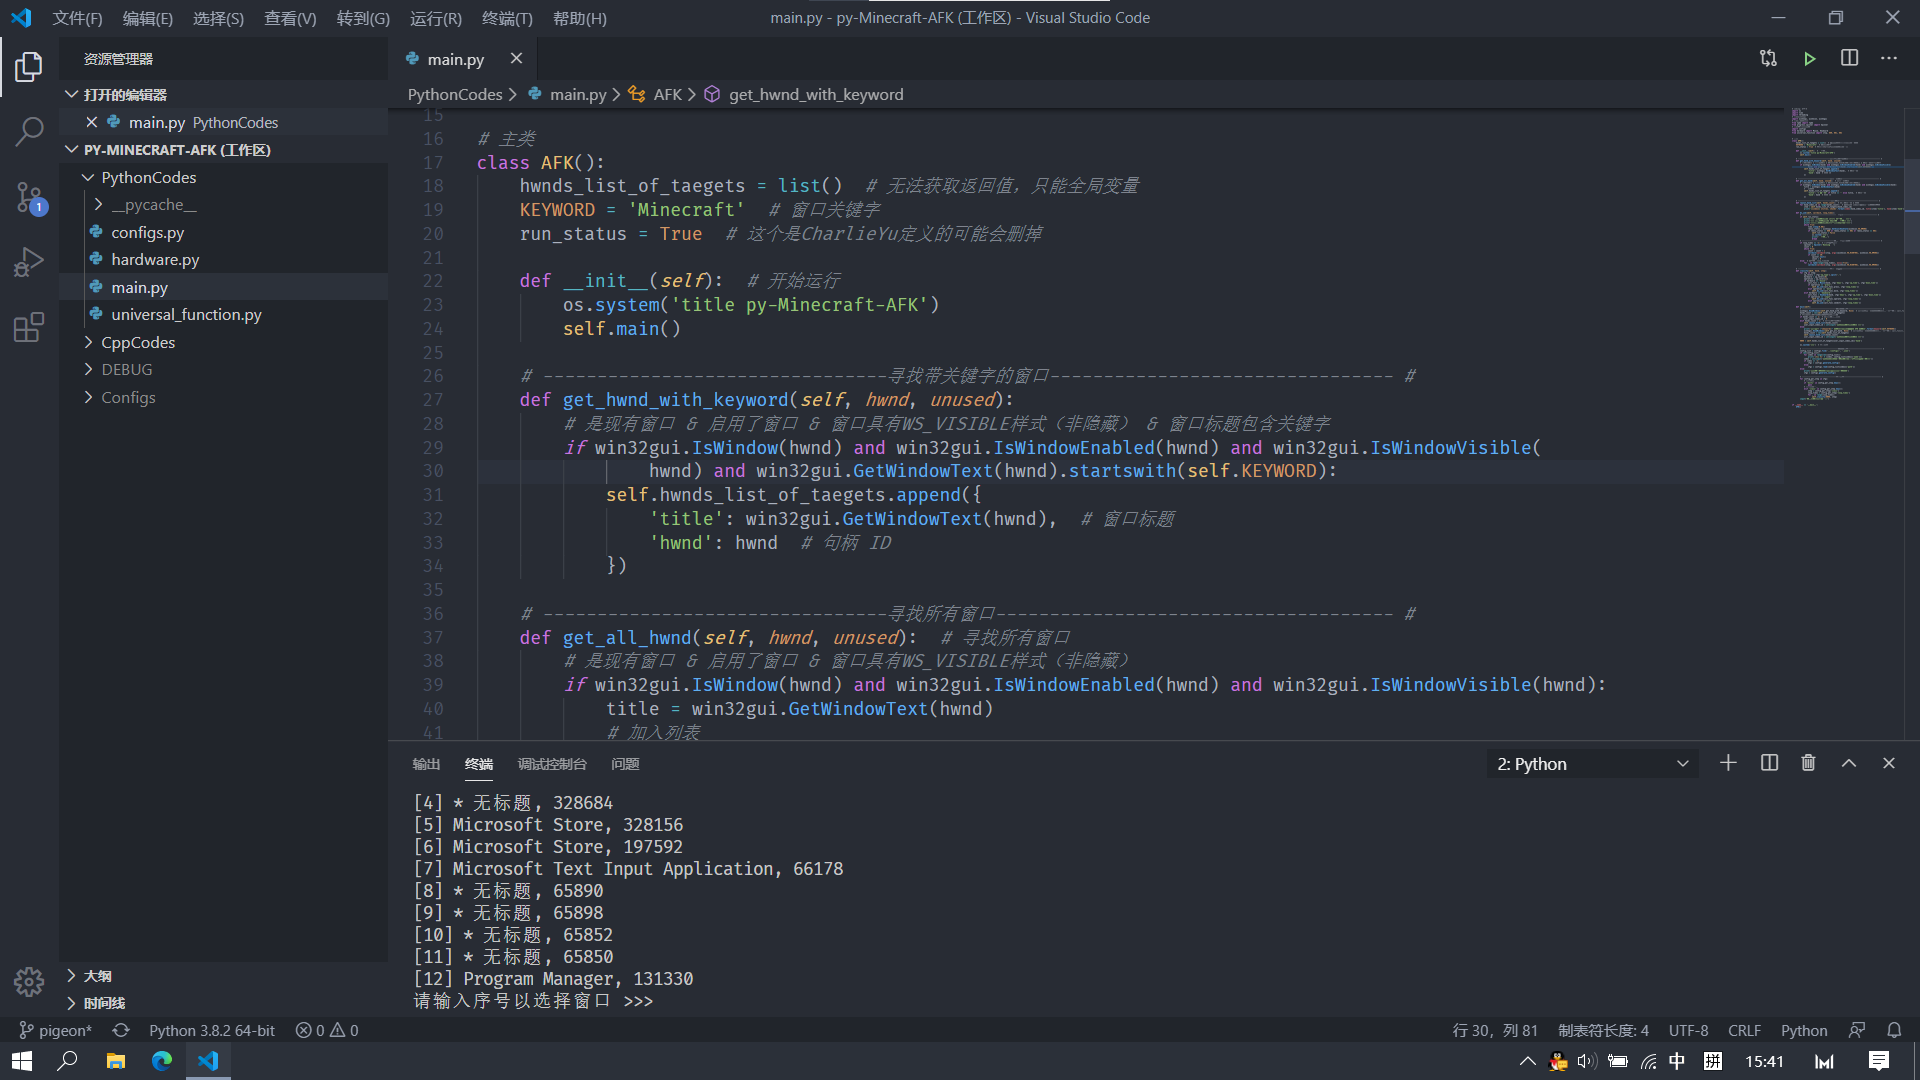 文件(F) 编辑(E) 选择(S) 查看(V) 转到(G) 运行(R) 终端(T) 帮助(H)
main.py - py-Minecraft-AFK (工作区) - Visual Studio Code
资源管理器
打开的编辑器
main.py PythonCodes
PY-MINECRAFT-AFK (工作区)
PythonCodes
__pycache__
configs.py
hardware.py
main.py
universal_function.py
CppCodes
DEBUG
Configs
大纲
时间线
1
main.py
PythonCodes > main.py > AFK > get_hwnd_with_keyword
15
16 # 主类
17 class AFK():
18 hwnds_list_of_taegets = list()  # 无法获取返回值，只能全局变量
19 KEYWORD = 'Minecraft'  # 窗口关键字
20 run_status = True  # 这个是CharlieYu定义的可能会删掉
21
22 def __init__(self):  # 开始运行
23 os.system('title py-Minecraft-AFK')
24 self.main()
25
26 # --------------------------------寻找带关键字的窗口-------------------------------- #
27 def get_hwnd_with_keyword(self, hwnd, unused):
28 # 是现有窗口 & 启用了窗口 & 窗口具有WS_VISIBLE样式（非隐藏） & 窗口标题包含关键字
29 if win32gui.IsWindow(hwnd) and win32gui.IsWindowEnabled(hwnd) and win32gui.IsWindowVisible(
30 hwnd) and win32gui.GetWindowText(hwnd).startswith(self.KEYWORD):
31 self.hwnds_list_of_taegets.append({
32 'title': win32gui.GetWindowText(hwnd),  # 窗口标题
33 'hwnd': hwnd  # 句柄 ID
34 })
35
36 # --------------------------------寻找所有窗口------------------------------------- #
37 def get_all_hwnd(self, hwnd, unused):  # 寻找所有窗口
38 # 是现有窗口 & 启用了窗口 & 窗口具有WS_VISIBLE样式（非隐藏）
39 if win32gui.IsWindow(hwnd) and win32gui.IsWindowEnabled(hwnd) and win32gui.IsWindowVisible(hwnd):
40 title = win32gui.GetWindowText(hwnd)
41 # 加入列表
输出 终端 调试控制台 问题
2: Python
[4] * 无标题, 328684
[5] Microsoft Store, 328156
[6] Microsoft Store, 197592
[7] Microsoft Text Input Application, 66178
[8] * 无标题, 65890
[9] * 无标题, 65898
[10] * 无标题, 65852
[11] * 无标题, 65850
[12] Program Manager, 131330
请输入序号以选择窗口 >>>
pigeon* Python 3.8.2 64-bit 0 0
行 30，列 81 制表符长度: 4 UTF-8 CRLF Python
中 拼 15:41